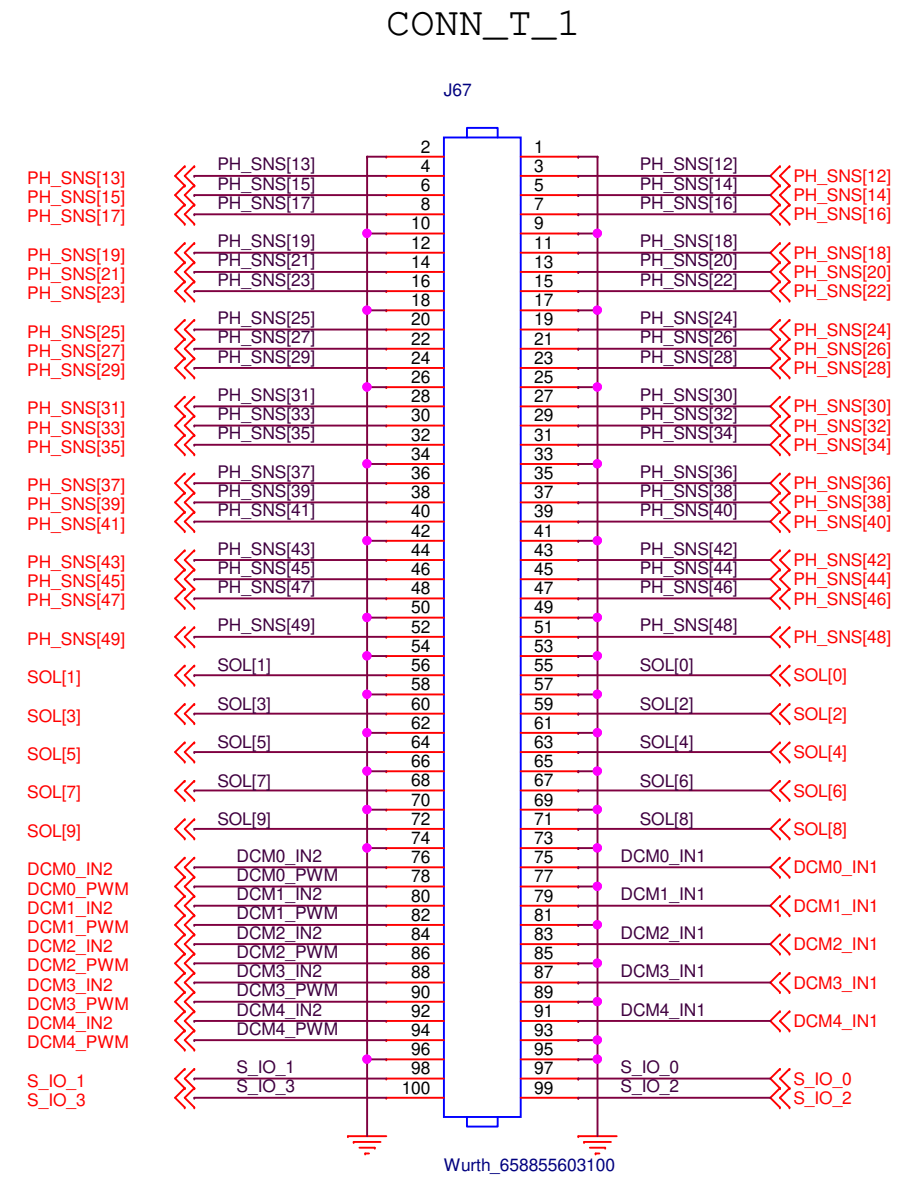 CONN_T_1
J67
2 1
PH_SNS[13] PH_SNS[13] 4 3 PH_SNS[12] PH_SNS[12]
PH_SNS[15] PH_SNS[15] 6 5 PH_SNS[14] PH_SNS[14]
PH_SNS[17] PH_SNS[17] 8 7 PH_SNS[16] PH_SNS[16]
10 9
PH_SNS[19] PH_SNS[19] 12 11 PH_SNS[18] PH_SNS[18]
PH_SNS[21] PH_SNS[21] 14 13 PH_SNS[20] PH_SNS[20]
PH_SNS[23] PH_SNS[23] 16 15 PH_SNS[22] PH_SNS[22]
18 17
PH_SNS[25] PH_SNS[25] 20 19 PH_SNS[24] PH_SNS[24]
PH_SNS[27] PH_SNS[27] 22 21 PH_SNS[26] PH_SNS[26]
PH_SNS[29] PH_SNS[29] 24 23 PH_SNS[28] PH_SNS[28]
26 25
PH_SNS[31] PH_SNS[31] 28 27 PH_SNS[30] PH_SNS[30]
PH_SNS[33] PH_SNS[33] 30 29 PH_SNS[32] PH_SNS[32]
PH_SNS[35] PH_SNS[35] 32 31 PH_SNS[34] PH_SNS[34]
34 33
PH_SNS[37] PH_SNS[37] 36 35 PH_SNS[36] PH_SNS[36]
PH_SNS[39] PH_SNS[39] 38 37 PH_SNS[38] PH_SNS[38]
PH_SNS[41] PH_SNS[41] 40 39 PH_SNS[40] PH_SNS[40]
42 41
PH_SNS[43] PH_SNS[43] 44 43 PH_SNS[42] PH_SNS[42]
PH_SNS[45] PH_SNS[45] 46 45 PH_SNS[44] PH_SNS[44]
PH_SNS[47] PH_SNS[47] 48 47 PH_SNS[46] PH_SNS[46]
50 49
PH_SNS[49] PH_SNS[49] 52 51 PH_SNS[48] PH_SNS[48]
54 53
SOL[1] SOL[1] 56 55 SOL[0] SOL[0]
58 57
SOL[3] SOL[3] 60 59 SOL[2] SOL[2]
62 61
SOL[5] SOL[5] 64 63 SOL[4] SOL[4]
66 65
SOL[7] SOL[7] 68 67 SOL[6] SOL[6]
70 69
SOL[9] SOL[9] 72 71 SOL[8] SOL[8]
74 73
DCM0_IN2 DCM0_IN2 76 75 DCM0_IN1 DCM0_IN1
DCM0_PWM DCM0_PWM 78 77
DCM1_IN2 DCM1_IN2 80 79 DCM1_IN1 DCM1_IN1
DCM1_PWM DCM1_PWM 82 81
DCM2_IN2 DCM2_IN2 84 83 DCM2_IN1 DCM2_IN1
DCM2_PWM DCM2_PWM 86 85
DCM3_IN2 DCM3_IN2 88 87 DCM3_IN1 DCM3_IN1
DCM3_PWM DCM3_PWM 90 89
DCM4_IN2 DCM4_IN2 92 91 DCM4_IN1 DCM4_IN1
DCM4_PWM DCM4_PWM 94 93
96 95
S_IO_1 S_IO_1 98 97 S_IO_0 S_IO_0
S_IO_3 S_IO_3 100 99 S_IO_2 S_IO_2
Wurth_658855603100